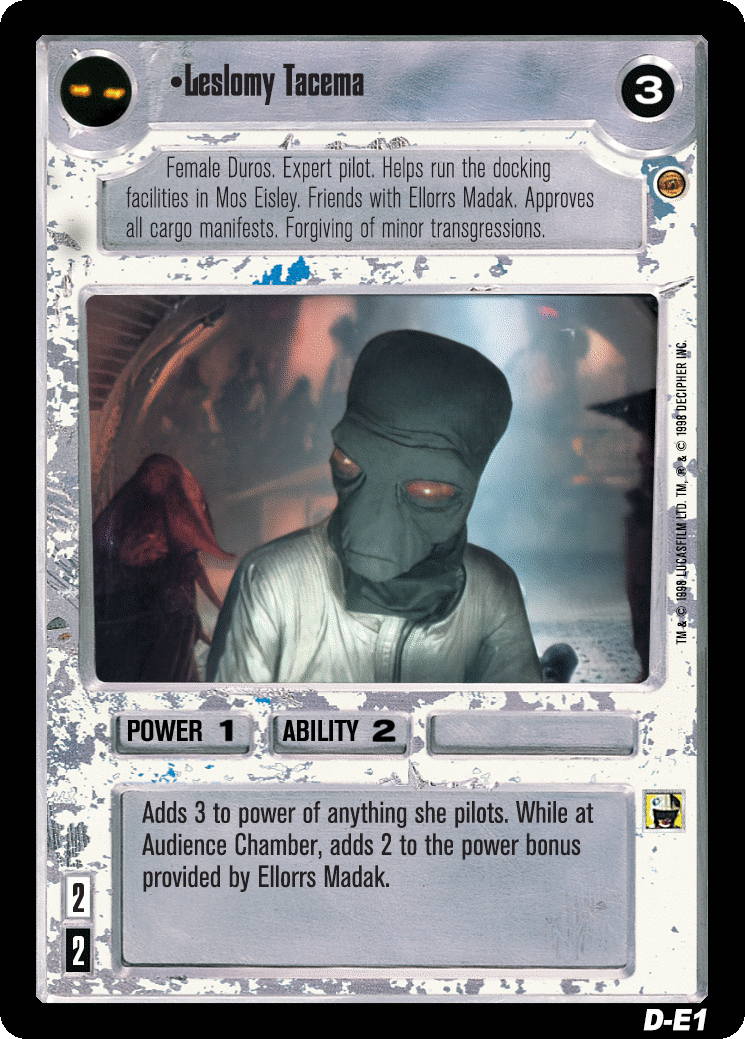 •Leslomy Tacema
3
Female Duros. Expert pilot. Helps run the docking
facilities in Mos Eisley. Friends with Ellorrs Madak. Approves
all cargo manifests. Forgiving of minor transgressions.
TM & © 1998 LUCASFILM LTD. TM, ® & © 1998 DECIPHER INC.
POWER 1
ABILITY 2
Adds 3 to power of anything she pilots. While at
Audience Chamber, adds 2 to the power bonus
provided by Ellorrs Madak.
2
2
D-E1